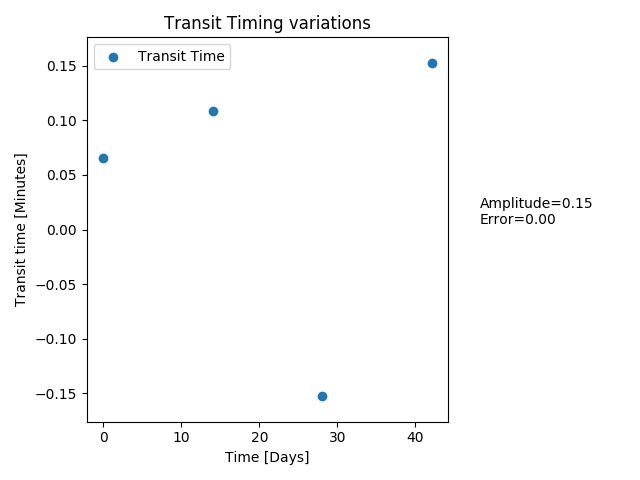 Transit Timing variations
Transit Time
0.15
0.10
0.05
0.00
−0.05
−0.10
−0.15
Transit time [Minutes]
0
10
20
30
40
Time [Days]
Amplitude=0.15
Error=0.00